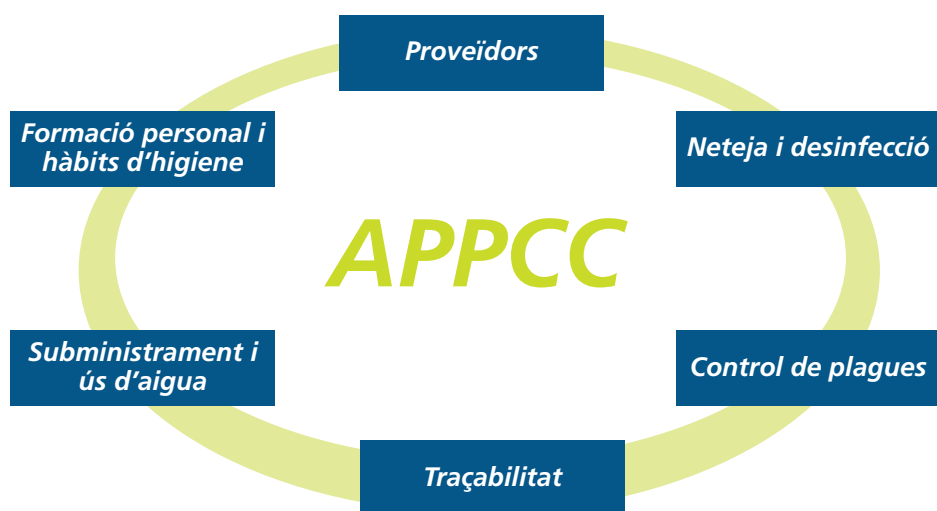 Proveïdors
Formació personal i
hàbits d'higiene
Neteja i desinfecció
APPCC
Subministrament i
ús d'aigua
Control de plagues
Traçabilitat